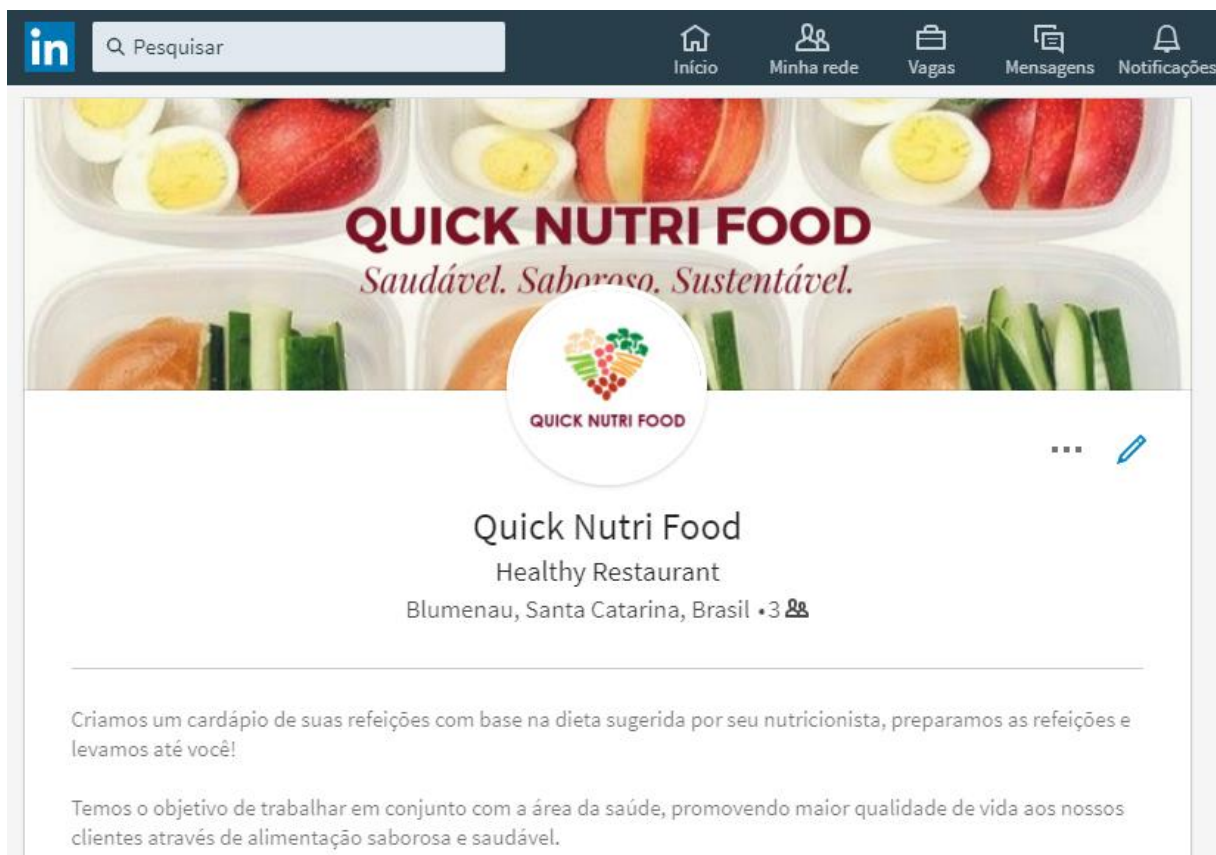 in
Pesquisar
Início
Minha rede
Vagas
Mensagens
Notificações
QUICK NUTRI FOOD
Saudável. Saboroso. Sustentável.
QUICK NUTRI FOOD
Quick Nutri Food
Healthy Restaurant
Blumenau, Santa Catarina, Brasil • 3
Criamos um cardápio de suas refeições com base na dieta sugerida por seu nutricionista, preparamos as refeições e
levamos até você!
Temos o objetivo de trabalhar em conjunto com a área da saúde, promovendo maior qualidade de vida aos nossos
clientes através de alimentação saborosa e saudável.